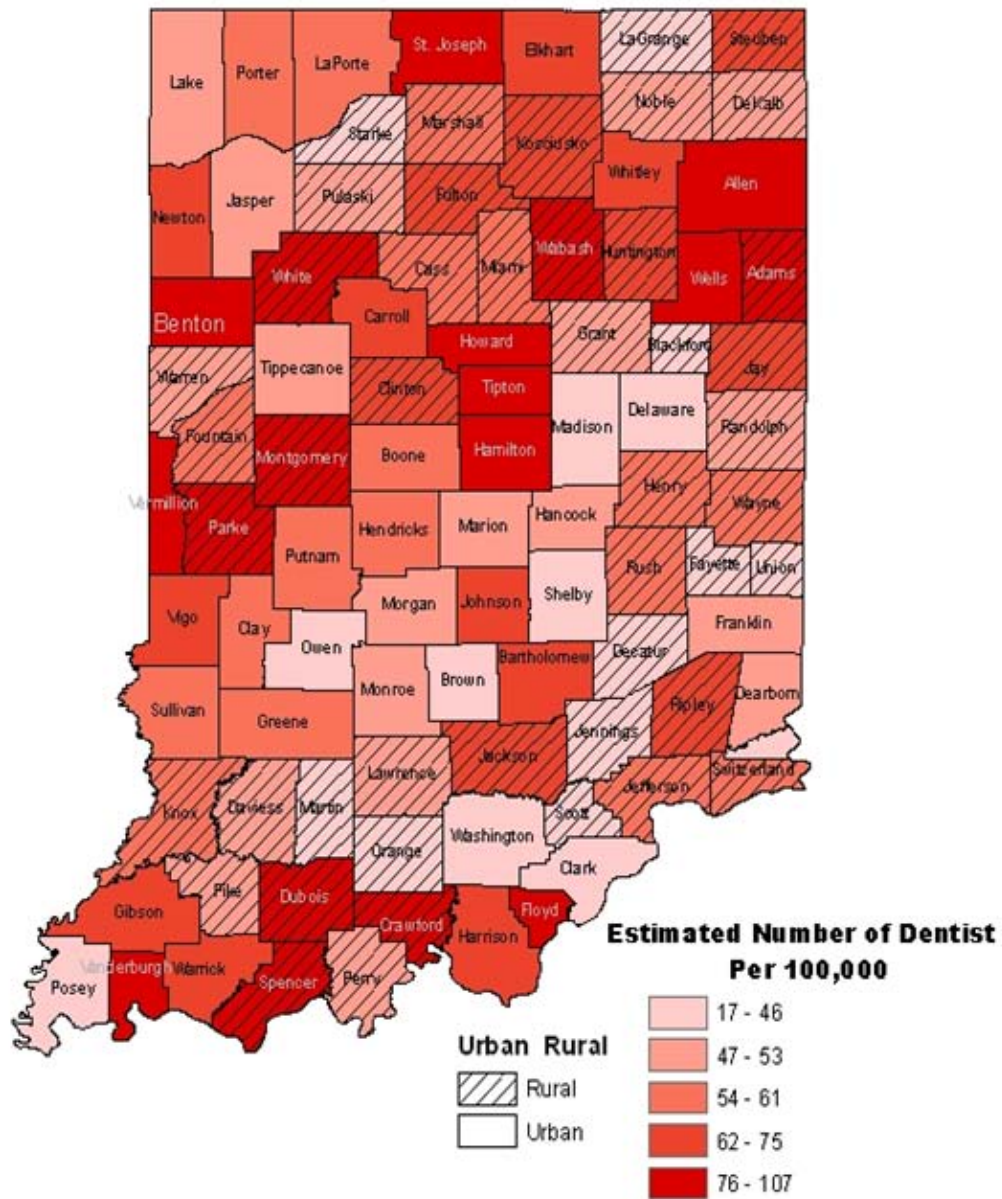 St. Joseph
Elkhart
LaGrange
Steuben
Lake
Porter
LaPorte
Noble
DeKalb
Starke
Marshall
Kosciusko
Whitley
Allen
Newton
Jasper
Pulaski
Fulton
White
Cass
Miami
Wabash
Huntington
Wells
Adams
Benton
Carroll
Howard
Grant
Blackford
Jay
Warren
Tippecanoe
Clinton
Tipton
Madison
Delaware
Randolph
Fountain
Montgomery
Boone
Hamilton
Henry
Wayne
Vermillion
Parke
Putnam
Hendricks
Marion
Hancock
Rush
Fayette
Union
Vigo
Clay
Owen
Morgan
Johnson
Shelby
Franklin
Decatur
Sullivan
Greene
Monroe
Brown
Bartholomew
Jennings
Ripley
Dearborn
Knox
Daviess
Martin
Lawrence
Jackson
Scott
Jefferson
Switzerland
Orange
Washington
Clark
Gibson
Pike
Dubois
Crawford
Harrison
Floyd
Posey
Vanderburgh
Warrick
Spencer
Perry
Estimated Number of Dentist
Per 100,000
17 - 46
47 - 53
54 - 61
62 - 75
76 - 107
Urban Rural
Rural
Urban